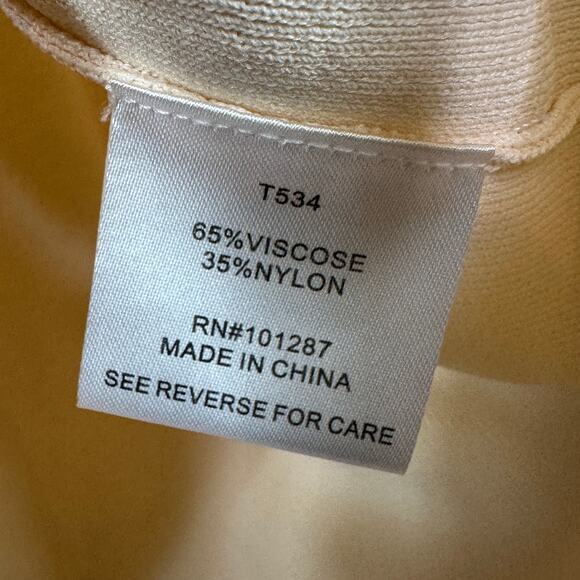 T534
65%VISCOSE
35%NYLON
RN#101287
MADE IN CHINA
SEE REVERSE FOR CARE